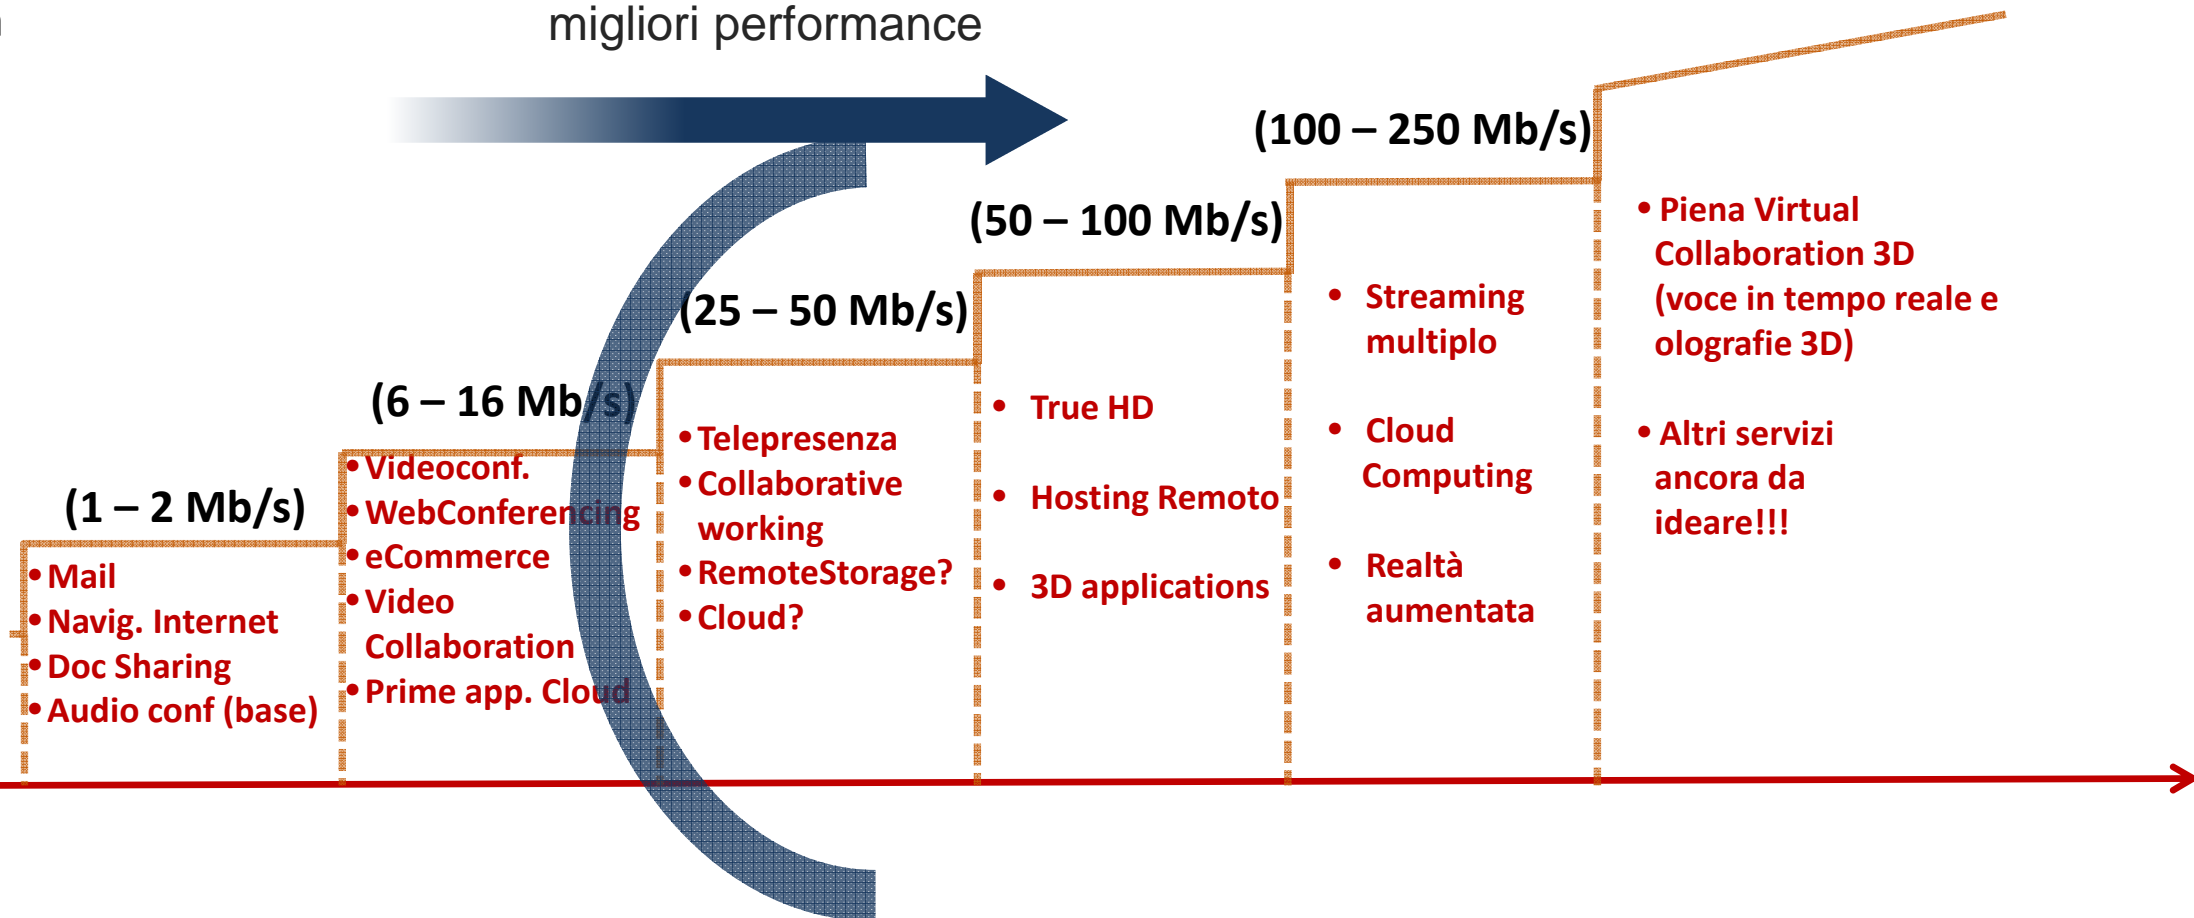 migliori performance
(1 – 2 Mb/s)
• Mail
• Navig. Internet
• Doc Sharing
• Audio conf (base)
(6 – 16 Mb/s)
• Videoconf.
• WebConferencing
• eCommerce
• Video
Collaboration
• Prime app. Cloud
(25 – 50 Mb/s)
• Telepresenza
• Collaborative
working
• RemoteStorage?
• Cloud?
(50 – 100 Mb/s)
• True HD
• Hosting Remoto
• 3D applications
(100 – 250 Mb/s)
• Streaming
multiplo
• Cloud
Computing
• Realtà
aumentata
• Piena Virtual
Collaboration 3D
(voce in tempo reale e
olografie 3D)
• Altri servizi
ancora da
ideare!!!